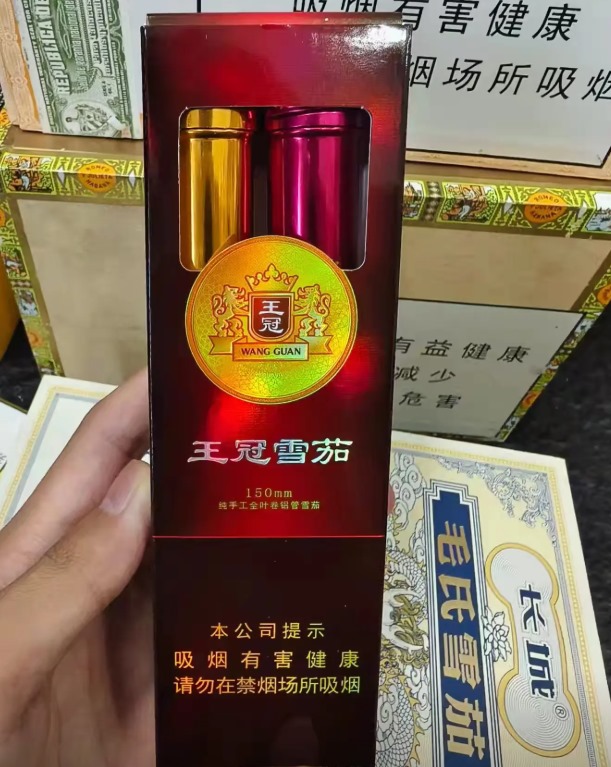 吸烟有害健康
烟场所吸烟
REPUBLICA
ROMEO
HABANA
有益健康
减少
危害
王
冠
WANG GUAN
王冠雪茄
150mm
纯手工全叶卷铝管雪茄
本公司提示
吸烟有害健康
请勿在禁烟场所吸烟
长城®
毛氏雪茄